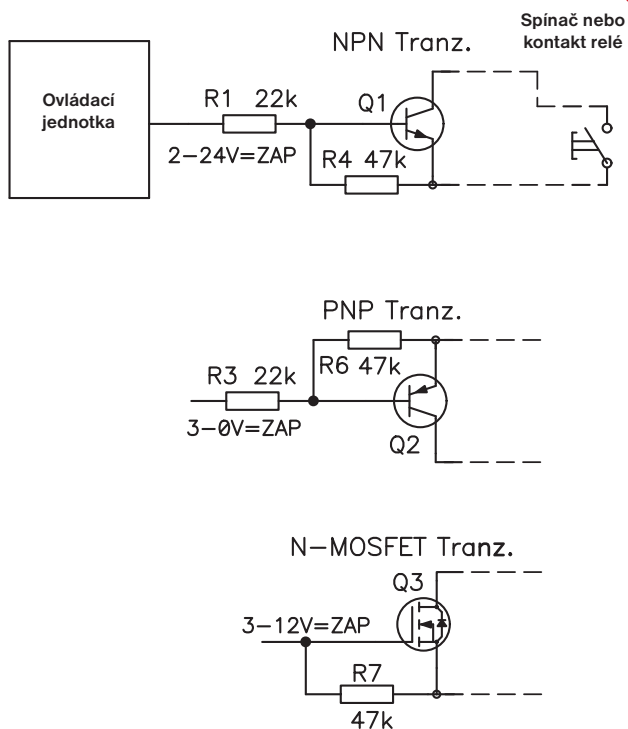 Spínač nebo
kontakt relé
NPN Tranz.
Ovládací
jednotka
R1 22k
Q1
2-24V=ZAP
R4 47k
PNP Tranz.
R6 47k
R3 22k
3-0V=ZAP
Q2
N-MOSFET Tranz.
Q3
3-12V=ZAP
R7
47k